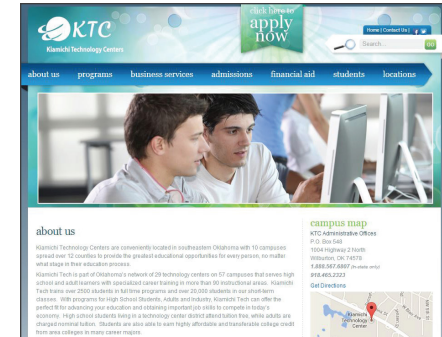 click here to
apply
now
KTC
Kiamichi Technology Centers
Home | Contact Us |
Search...
GO
about us programs business services admissions financial aid students locations
about us
Kiamichi Technology Centers are conveniently located in southeastern Oklahoma with 10 campuses
spread over 12 counties to provide the greatest educational opportunities for every person, no matter
what stage in their education process.
Kiamichi Tech is part of Oklahoma's network of 29 technology centers on 57 campuses that serves high
school and adult learners with specialized career training in more than 90 instructional areas. Kiamichi
Tech trains over 2500 students in full time programs and over 20,000 students in our short-term
classes. With programs for High School Students, Adults and Industry, Kiamichi Tech can offer the
perfect fit for advancing your education and obtaining important job skills to compete in today's
economy. High school students living in a technology center district attend tuition free, while adults are
charged nominal tuition. Students are also able to earn highly affordable and transferable college credit
from area colleges in many career majors.
campus map
KTC Administrative Offices
P.O. Box 548
1004 Highway 2 North
Wilburton, OK 74578
1.888.567.6807 (in-state only)
918.465.2323
Get Directions
Kiamichi
Technology
Center